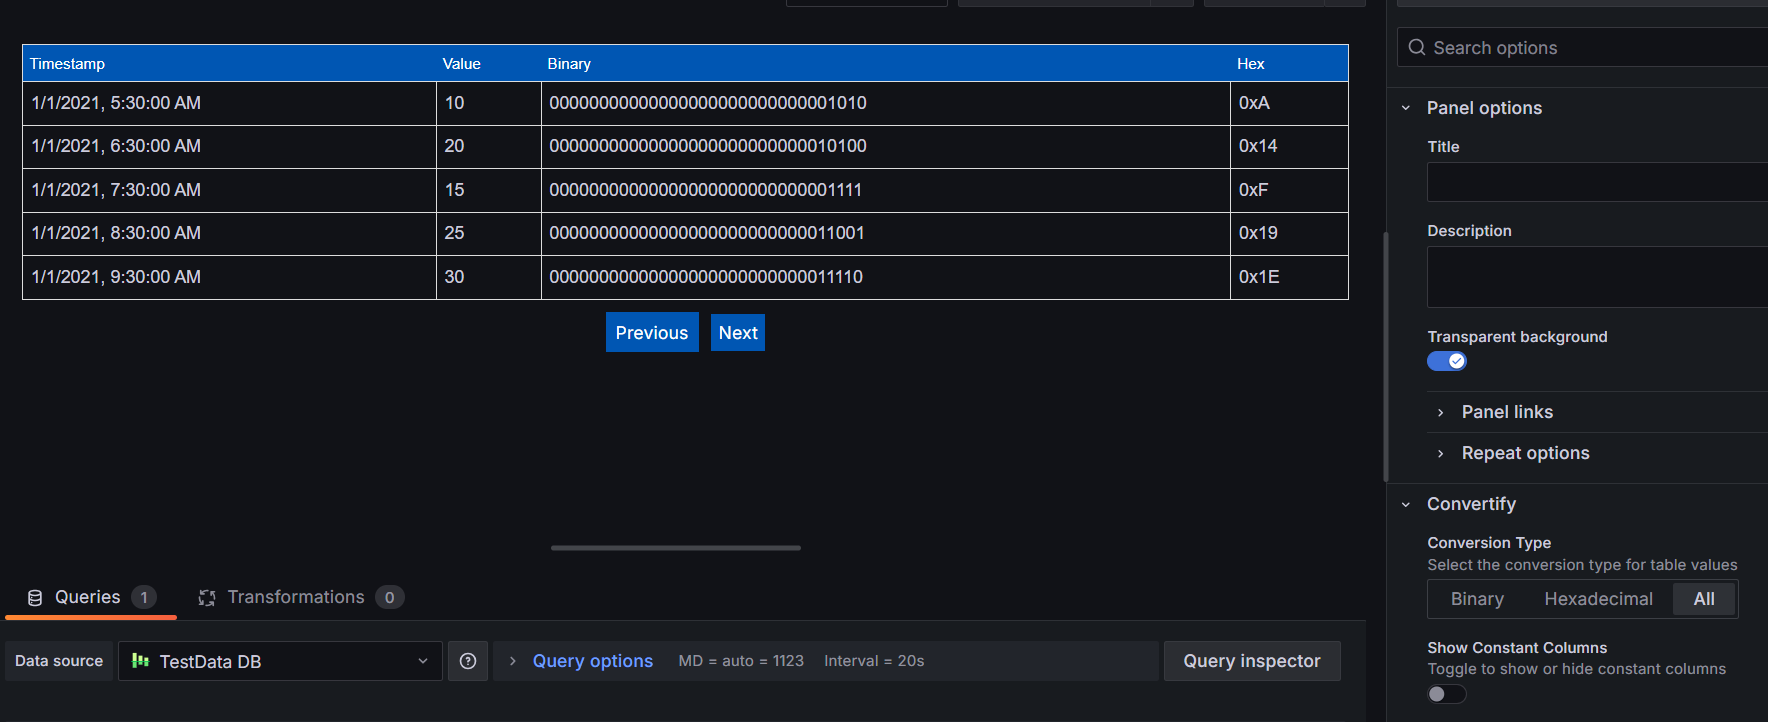 Timestamp Value Binary Hex
1/1/2021, 5:30:00 AM 10 00000000000000000000000000001010 0xA
1/1/2021, 6:30:00 AM 20 00000000000000000000000000010100 0x14
1/1/2021, 7:30:00 AM 15 00000000000000000000000000001111 0xF
1/1/2021, 8:30:00 AM 25 00000000000000000000000000011001 0x19
1/1/2021, 9:30:00 AM 30 00000000000000000000000000011110 0x1E
Previous Next
Queries 1 Transformations 0
Data source TestData DB Query options MD = auto = 1123 Interval = 20s Query inspector
Search options
Panel options
Title
Description
Transparent background
Panel links
Repeat options
Convertify
Conversion Type
Select the conversion type for table values
Binary Hexadecimal All
Show Constant Columns
Toggle to show or hide constant columns